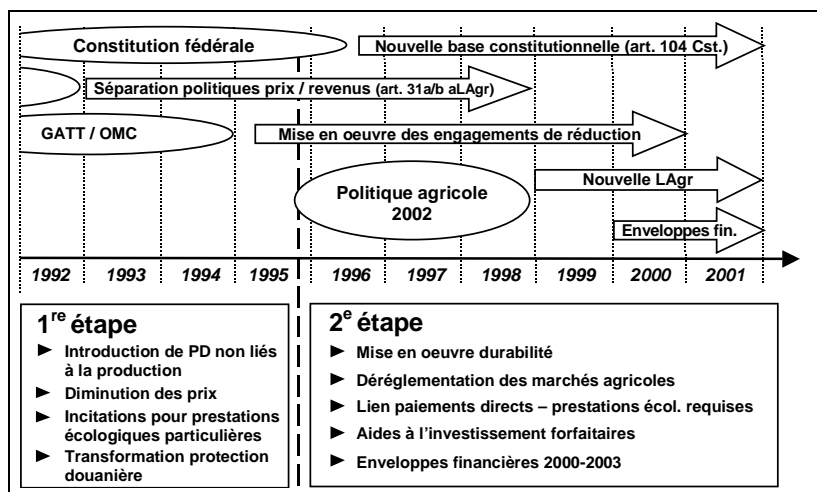 Constitution fédérale
Nouvelle base constitutionnelle (art. 104 Cst.)
Séparation politiques prix / revenus (art. 31a/b aLAgr)
GATT / OMC
Mise en oeuvre des engagements de réduction
Politique agricole
2002
Nouvelle LAgr
Enveloppes fin.
1992 1993 1994 1995 1996 1997 1998 1999 2000 2001
1re étape
► Introduction de PD non liés
à la production
► Diminution des prix
► Incitations pour prestations
écologiques particulières
► Transformation protection
douanière
2e étape
► Mise en oeuvre durabilité
► Déréglementation des marchés agricoles
► Lien paiements directs – prestations écol. requises
► Aides à l'investissement forfaitaires
► Enveloppes financières 2000-2003